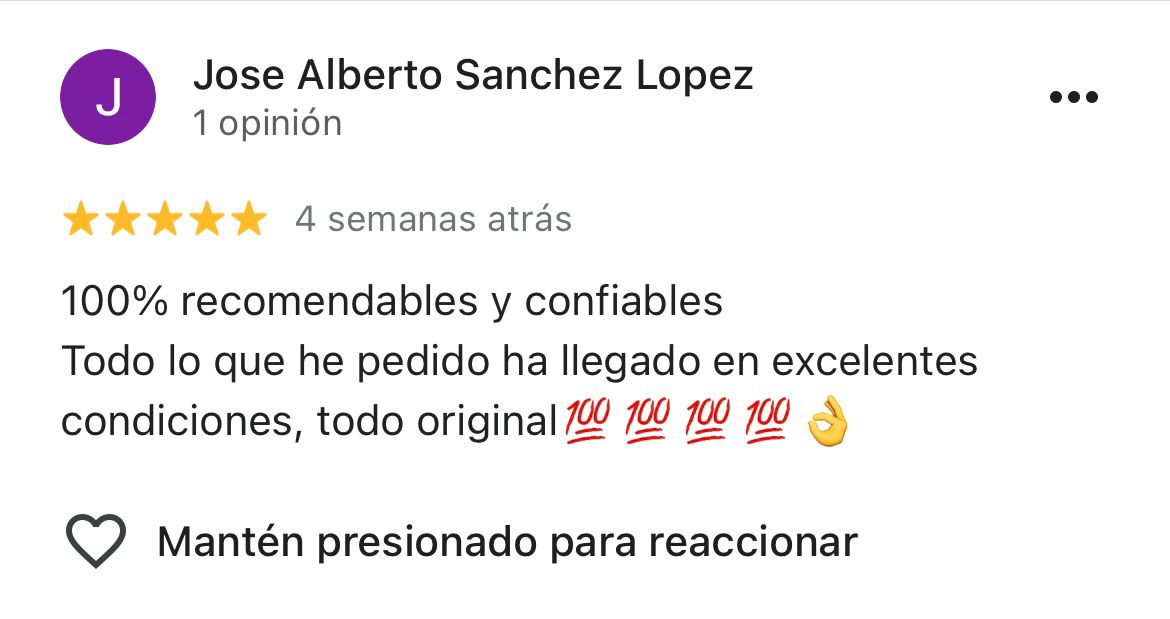 J
Jose Alberto Sanchez Lopez
1 opinión
4 semanas atrás
100% recomendables y confiables
Todo lo que he pedido ha llegado en excelentes
condiciones, todo original💯 💯 💯 💯 👌
Mantén presionado para reaccionar